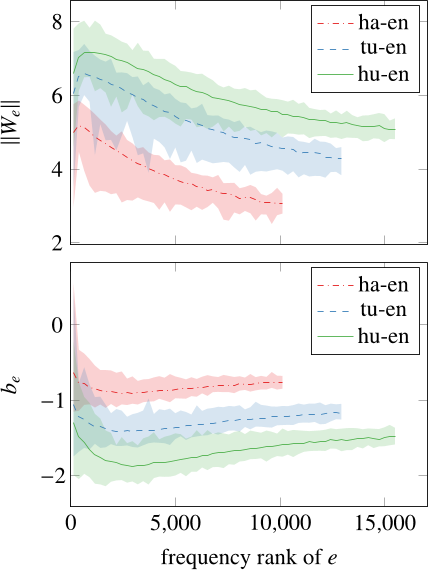 8
6
4
2
||W_e||
ha-en
tu-en
hu-en
0
−1
−2
b_e
ha-en
tu-en
hu-en
0 5,000 10,000 15,000
frequency rank of e